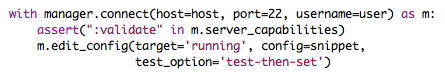 with manager.connect(host=host, port=22, username=user) as m:
    assert(":validate" in m.server_capabilities)
    m.edit_config(target='running', config=snippet,
                  test_option='test-then-set')